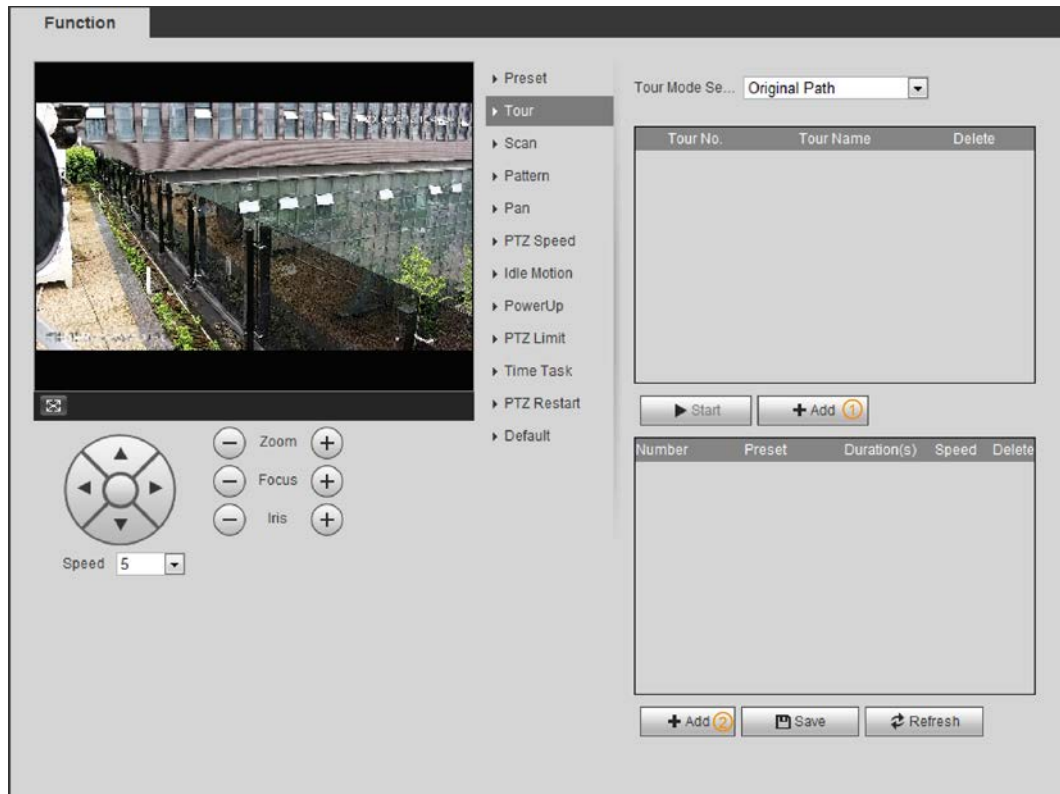 Function
Preset
Tour
Scan
Pattern
Pan
PTZ Speed
Idle Motion
PowerUp
PTZ Limit
Time Task
PTZ Restart
Default
Zoom
Focus
Iris
Speed 5
Tour Mode Se... Original Path
Tour No. Tour Name Delete
Start Add 1
Number Preset Duration(s) Speed Delete
Add 2 Save Refresh